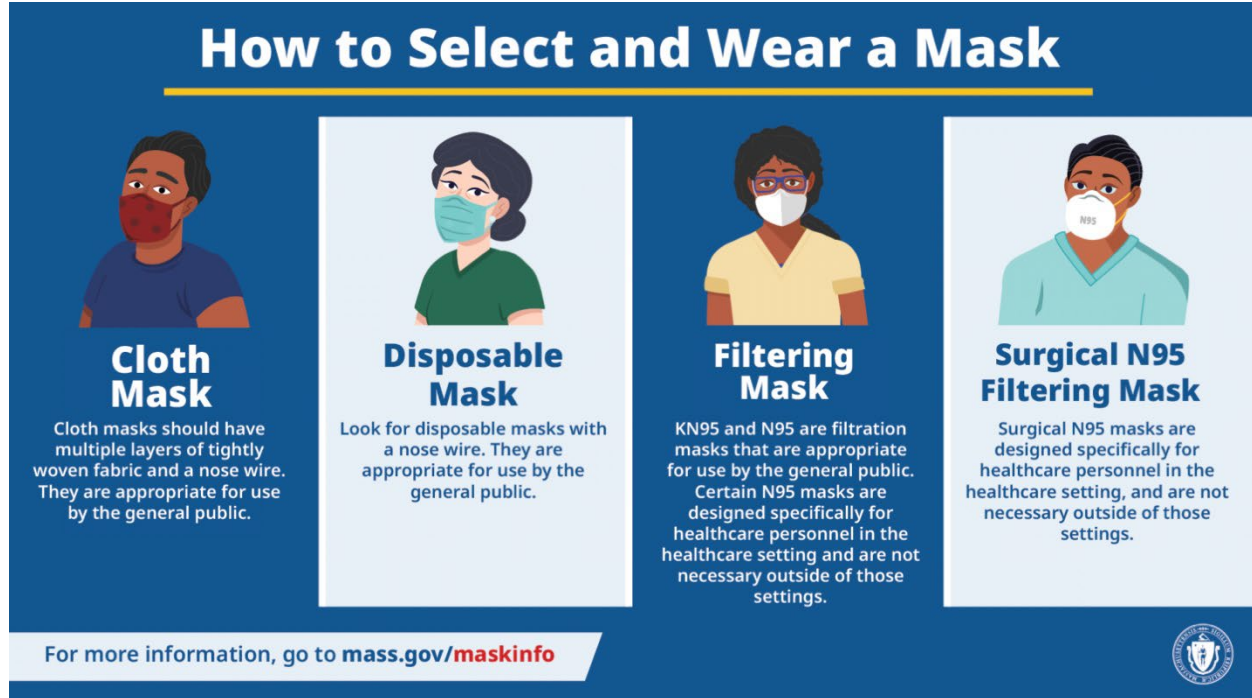 How to Select and Wear a Mask
N95
Cloth
Mask
Cloth masks should have
multiple layers of tightly
woven fabric and a nose wire.
They are appropriate for use
by the general public.
Disposable
Mask
Look for disposable masks with
a nose wire. They are
appropriate for use by the
general public.
Filtering
Mask
KN95 and N95 are filtration
masks that are appropriate
for use by the general public.
Certain N95 masks are
designed specifically for
healthcare personnel in the
healthcare setting and are not
necessary outside of those
settings.
Surgical N95
Filtering Mask
Surgical N95 masks are
designed specifically for
healthcare personnel in the
healthcare setting, and are not
necessary outside of those
settings.
For more information, go to mass.gov/maskinfo